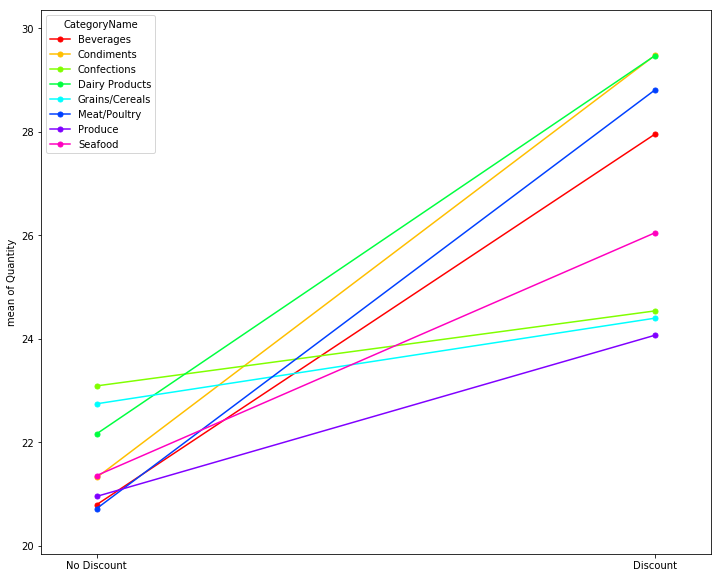 CategoryName
Beverages
Condiments
Confections
Dairy Products
Grains/Cereals
Meat/Poultry
Produce
Seafood
mean of Quantity
30
28
26
24
22
20
No Discount
Discount